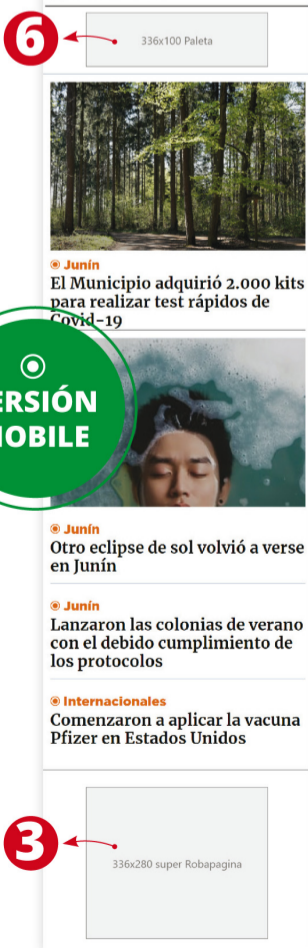 6
336x100 Paleta
Junín
El Municipio adquirió 2.000 kits
para realizar test rápidos de
Covid-19
ERSIÓN
MOBILE
Junín
Otro eclipse de sol volvió a verse
en Junín
Junín
Lanzaron las colonias de verano
con el debido cumplimiento de
los protocolos
Internacionales
Comenzaron a aplicar la vacuna
Pfizer en Estados Unidos
3
336x280 super Robapagina